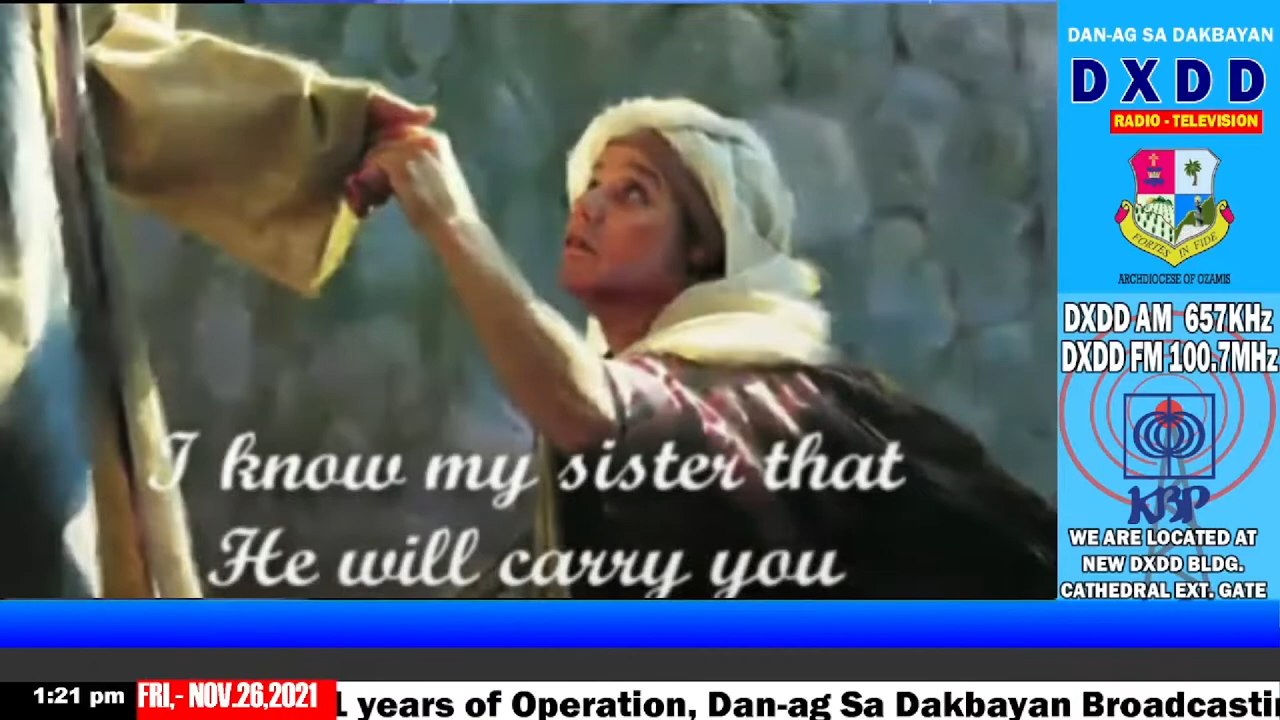 I know my sister that
He will carry you
DAN-AG SA DAKBAYAN
DXDD
RADIO - TELEVISION
FORTES IN FIDE
ARCHDIOCESE OF OZAMIS
DXDD AM 657KHz
DXDD FM 100.7MHz
KBP
WE ARE LOCATED AT
NEW DXDD BLDG.
CATHEDRAL EXT. GATE
1:21 pm FRI,- NOV.26,2021 1 years of Operation, Dan-ag Sa Dakbayan Broadcasti